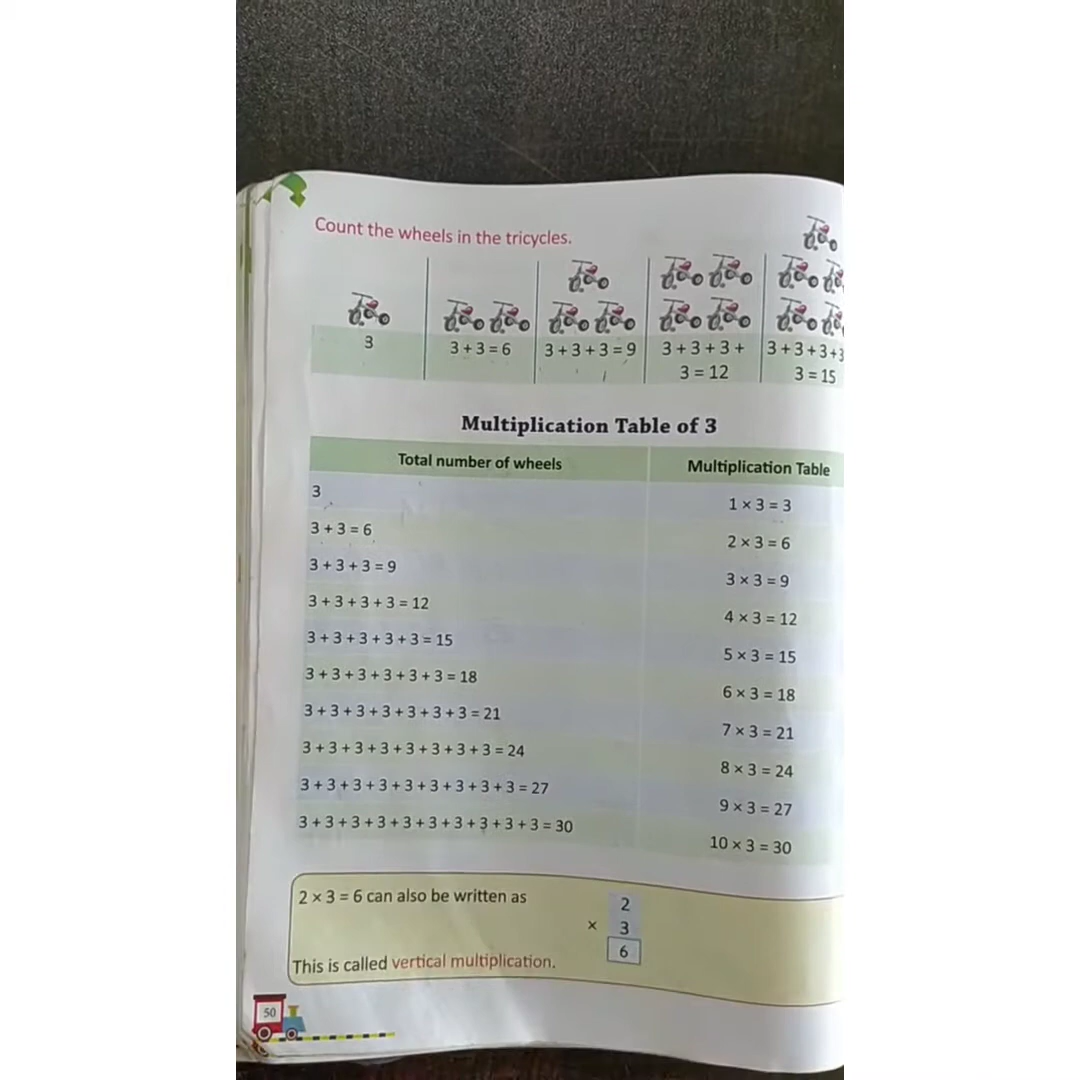 Count the wheels in the tricycles.
3
3 + 3 = 6
3 + 3 + 3 = 9
3 + 3 + 3 +
3 = 12
3 + 3 + 3 + 3
3 = 15
Multiplication Table of 3
Total number of wheels
Multiplication Table
3
1 × 3 = 3
3 + 3 = 6
2 × 3 = 6
3 + 3 + 3 = 9
3 × 3 = 9
3 + 3 + 3 + 3 = 12
4 × 3 = 12
3 + 3 + 3 + 3 + 3 = 15
5 × 3 = 15
3 + 3 + 3 + 3 + 3 + 3 = 18
6 × 3 = 18
3 + 3 + 3 + 3 + 3 + 3 + 3 = 21
7 × 3 = 21
3 + 3 + 3 + 3 + 3 + 3 + 3 + 3 = 24
8 × 3 = 24
3 + 3 + 3 + 3 + 3 + 3 + 3 + 3 + 3 = 27
9 × 3 = 27
3 + 3 + 3 + 3 + 3 + 3 + 3 + 3 + 3 + 3 = 30
10 × 3 = 30
2 × 3 = 6 can also be written as
2
× 3
6
This is called vertical multiplication.
50